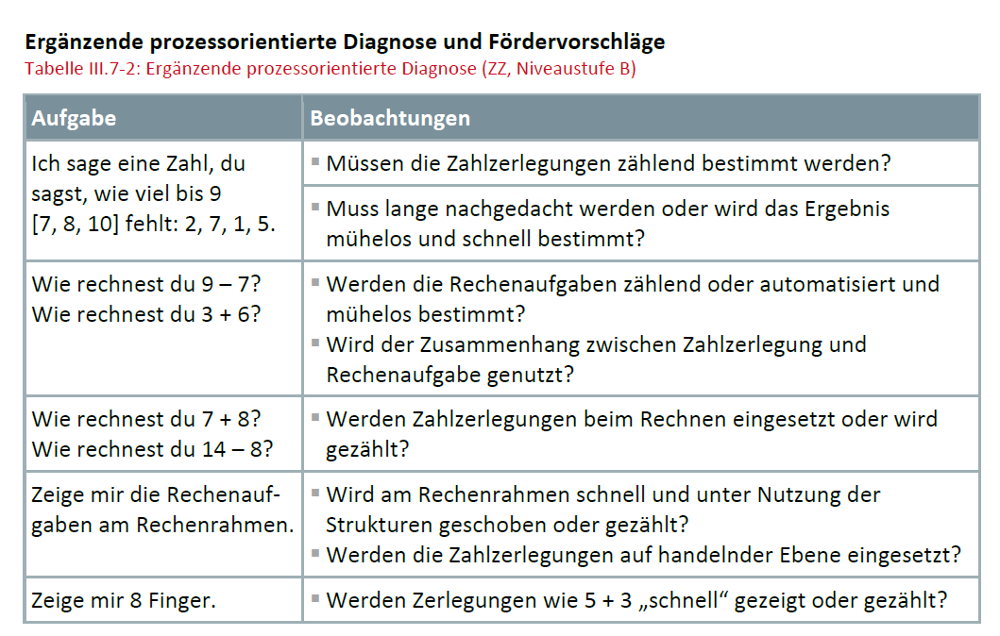 Ergänzende prozessorientierte Diagnose und Fördervorschläge
Tabelle III.7-2: Ergänzende prozessorientierte Diagnose (ZZ, Niveaustufe B)
Aufgabe
Beobachtungen
Ich sage eine Zahl, du
sagst, wie viel bis 9
[7, 8, 10] fehlt: 2, 7, 1, 5.
▪ Müssen die Zahlzerlegungen zählend bestimmt werden?
▪ Muss lange nachgedacht werden oder wird das Ergebnis
mühelos und schnell bestimmt?
Wie rechnest du 9 – 7?
Wie rechnest du 3 + 6?
▪ Werden die Rechenaufgaben zählend oder automatisiert und
mühelos bestimmt?
▪ Wird der Zusammenhang zwischen Zahlzerlegung und
Rechenaufgabe genutzt?
Wie rechnest du 7 + 8?
Wie rechnest du 14 – 8?
▪ Werden Zahlzerlegungen beim Rechnen eingesetzt oder wird
gezählt?
Zeige mir die Rechenauf-
gaben am Rechenrahmen.
▪ Wird am Rechenrahmen schnell und unter Nutzung der
Strukturen geschoben oder gezählt?
▪ Werden die Zahlzerlegungen auf handelnder Ebene eingesetzt?
Zeige mir 8 Finger.
▪ Werden Zerlegungen wie 5 + 3 „schnell“ gezeigt oder gezählt?